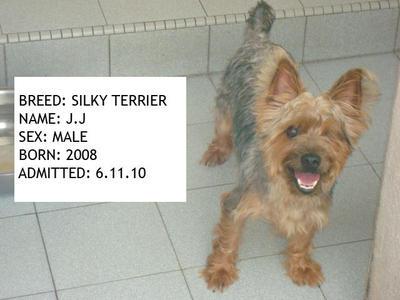 BREED: SILKY TERRIER
NAME: J.J
SEX: MALE
BORN: 2008
ADMITTED: 6.11.10